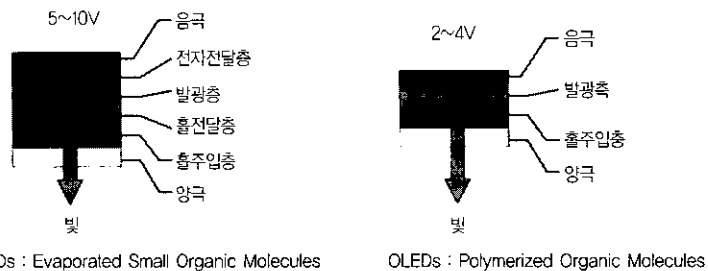 5~10V
음극
전자전달층
발광층
홀전달층
홀주입층
양극
빛
Ds : Evaporated Small Organic Molecules
2~4V
음극
발광측
홀주입층
양극
빛
OLEDs : Polymerized Organic Molecules